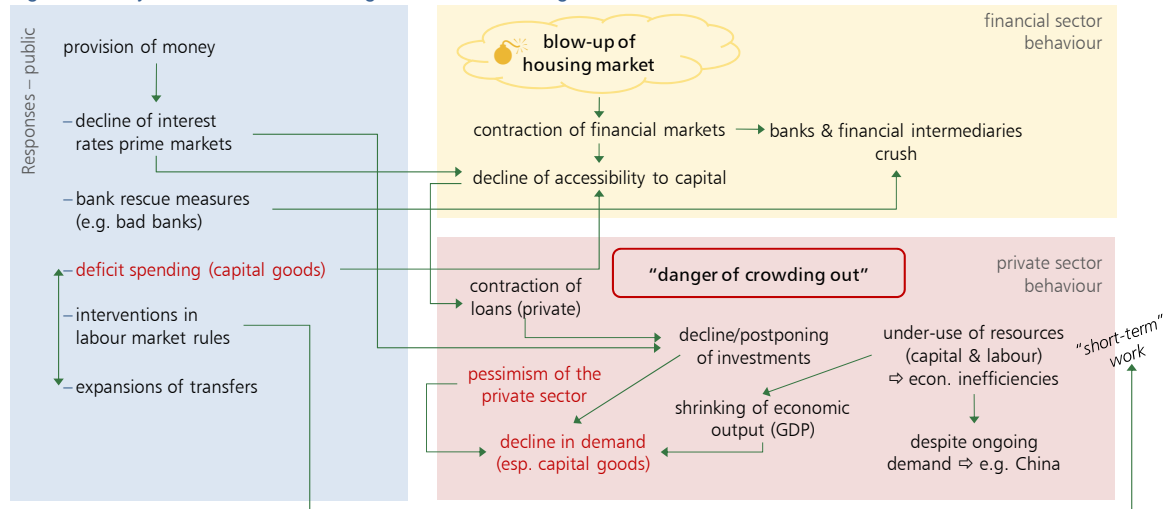 Responses – public
provision of money
– decline of interest
rates prime markets
– bank rescue measures
(e.g. bad banks)
– deficit spending (capital goods)
– interventions in
labour market rules
– expansions of transfers
financial sector
behaviour
blow-up of
housing market
contraction of financial markets
banks & financial intermediaries
crush
decline of accessibility to capital
private sector
behaviour
“danger of crowding out”
contraction of
loans (private)
decline/postponing
of investments
under-use of resources
(capital & labour)
⇨ econ. inefficiencies
“short-term”
work
pessimism of the
private sector
shrinking of economic
output (GDP)
decline in demand
(esp. capital goods)
despite ongoing
demand ⇨ e.g. China